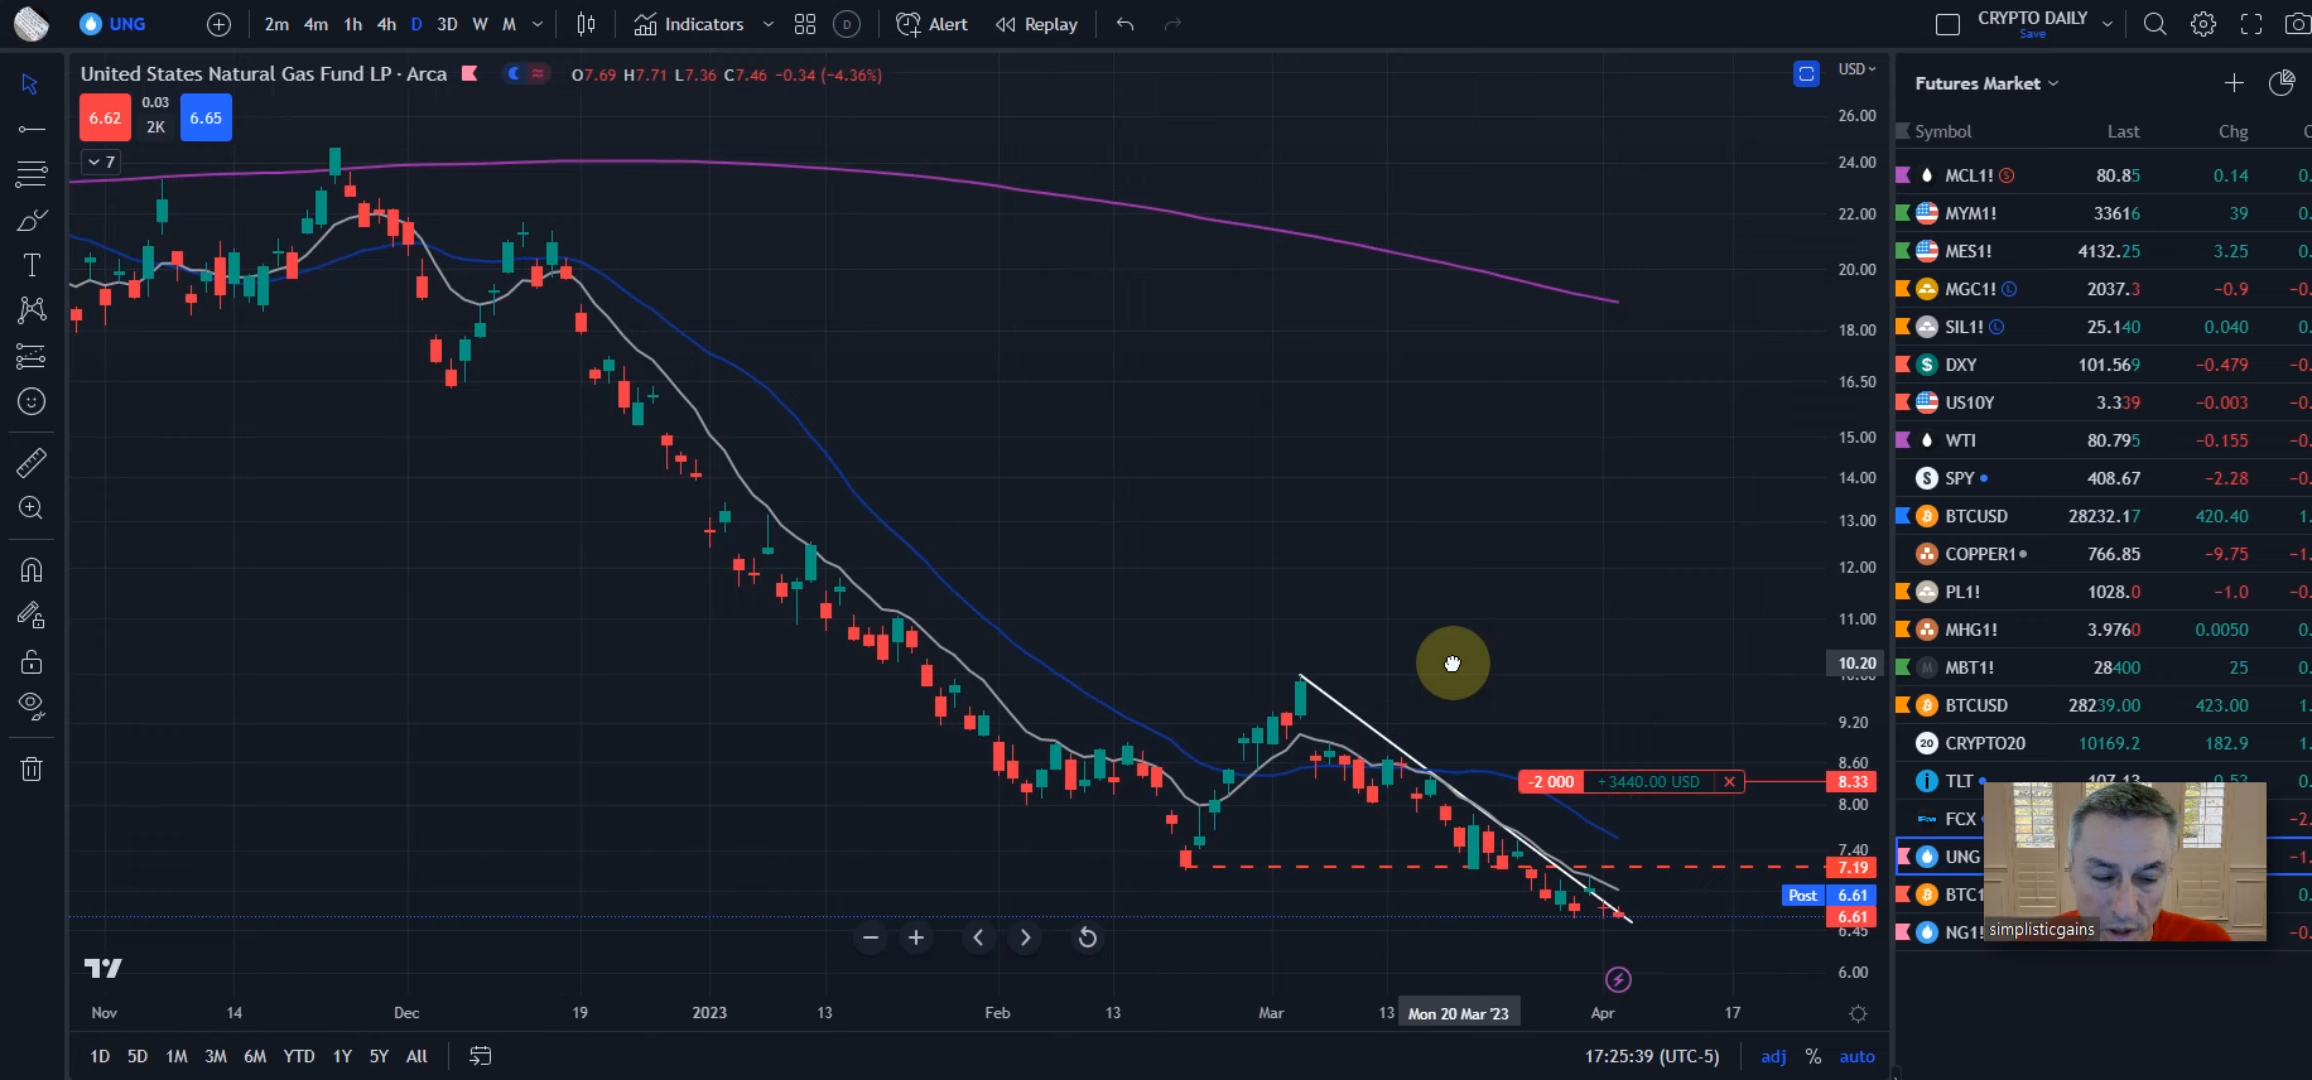 UNG
2m 4m 1h 4h D 3D W M Indicators D Alert Replay
CRYPTO DAILY
Save
United States Natural Gas Fund LP · Arca O7.69 H7.71 L7.36 C7.46 −0.34 (−4.36%)
6.62 0.03 2K 6.65
7
USD
26.00
24.00
22.00
20.00
18.00
16.50
15.00
14.00
13.00
12.00
11.00
10.20
9.20
8.60
-2 000 +3440.00 USD 8.33
8.00
7.40
7.19
Post 6.61
6.61
6.45
6.00
Nov 14 Dec 19 2023 13 Feb 13 Mar 13 Mon 20 Mar '23 Apr 17
1D 5D 1M 3M 6M YTD 1Y 5Y All
17:25:39 (UTC-5) adj % auto
Futures Market
Symbol Last Chg
MCL1! 80.85 0.14
MYM1! 33616 39
MES1! 4132.25 3.25
MGC1! 2037.3 −0.9
SIL1! 25.140 0.040
DXY 101.569 −0.479
US10Y 3.339 −0.003
WTI 80.795 −0.155
SPY 408.67 −2.28
BTCUSD 28232.17 420.40
COPPER1 766.85 −9.75
PL1! 1028.0 −1.0
MHG1! 3.9760 0.0050
MBT1! 28400 25
BTCUSD 28239.00 423.00
CRYPTO20 10169.2 182.9
TLT
FCX
UNG
BTC1
NG1!
simplisticgains